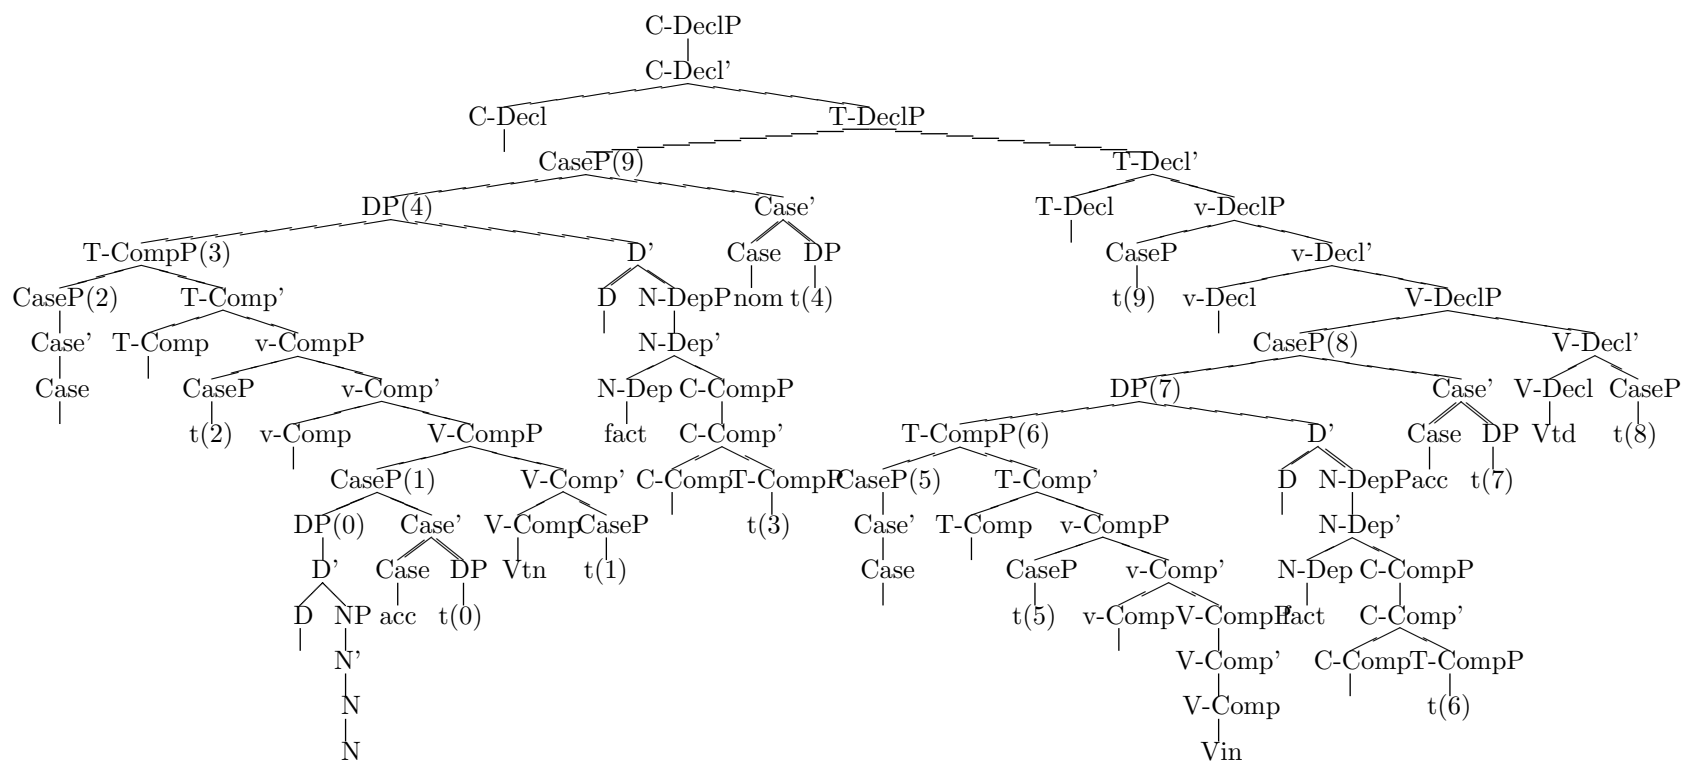 C-DeclP
C-Decl’
C-Decl T-DeclP
CaseP(9) T-Decl’
DP(4) Case’ T-Decl v-DeclP
T-CompP(3) D’ Case DP CaseP v-Decl’
CaseP(2) T-Comp’ D N-DepP nom t(4) t(9) v-Decl V-DeclP
Case’ T-Comp v-CompP N-Dep’ CaseP(8) V-Decl’
Case CaseP v-Comp’ N-Dep C-CompP DP(7) Case’ V-Decl CaseP
t(2) v-Comp V-CompP fact C-Comp’ T-CompP(6) D’ Case DP Vtd t(8)
CaseP(1) V-Comp’ C-Comp T-CompP CaseP(5) T-Comp’ D N-DepP acc t(7)
DP(0) Case’ V-Comp CaseP t(3) Case’ T-Comp v-CompP N-Dep’
D’ Case DP Vtn t(1) Case CaseP v-Comp’ N-Dep C-CompP
D NP acc t(0) t(5) v-Comp V-CompP fact C-Comp’
N’ V-Comp’ C-Comp T-CompP
N V-Comp t(6)
N Vin